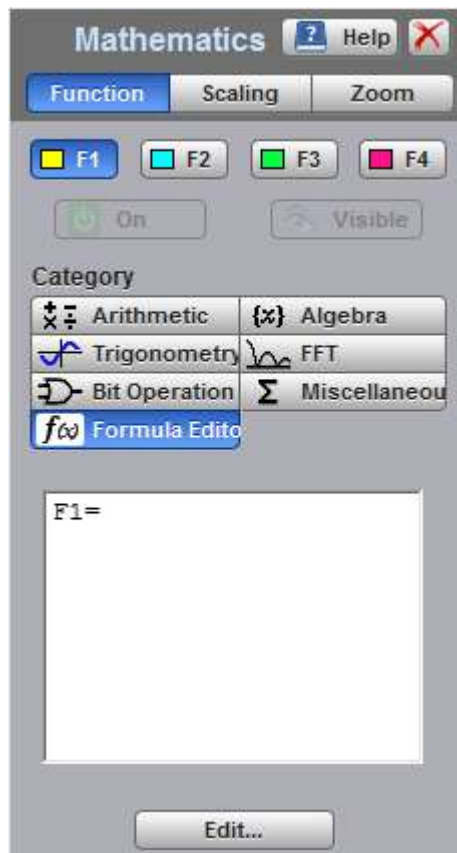 Mathematics ? Help
Function Scaling Zoom
F1 F2 F3 F4
On Visible
Category
Arithmetic {x} Algebra
Trigonometry FFT
Bit Operation Σ Miscellaneou
f(x) Formula Edito
F1=
Edit...